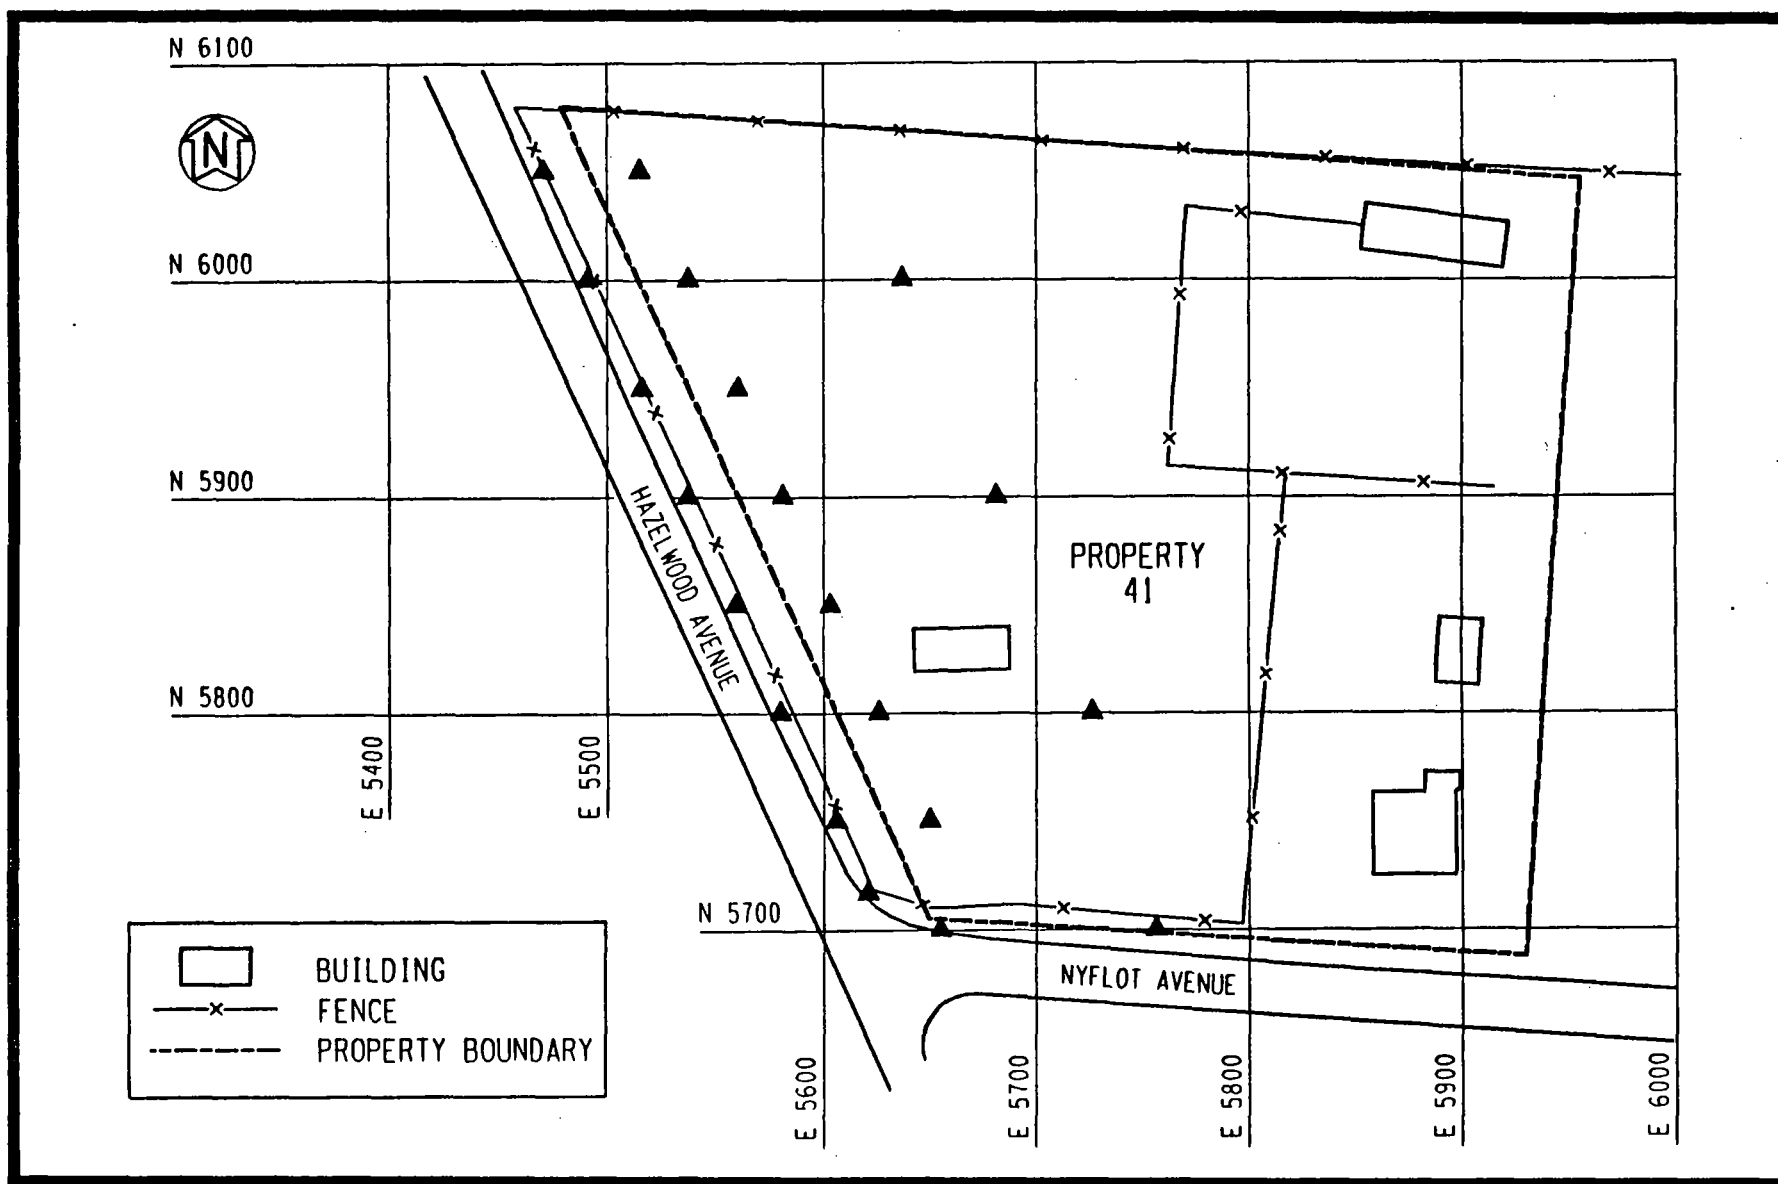 N 6100
N
N 6000
N 5900
HAZELWOOD AVENUE
PROPERTY
41
N 5800
E 5400
E 5500
N 5700
NYFLOT AVENUE
BUILDING
FENCE
PROPERTY BOUNDARY
E 5600
E 5700
E 5800
E 5900
E 6000